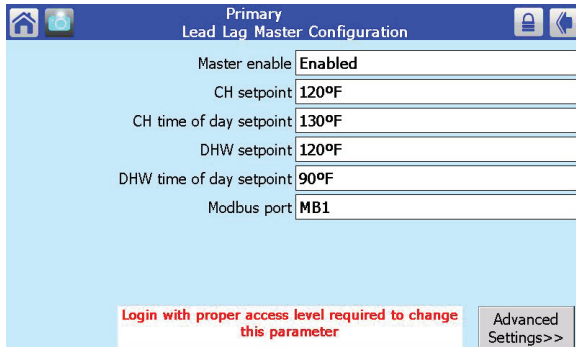 Primary
Lead Lag Master Configuration
Master enable Enabled
CH setpoint 120ºF
CH time of day setpoint 130ºF
DHW setpoint 120ºF
DHW time of day setpoint 90ºF
Modbus port MB1
Login with proper access level required to change
this parameter
Advanced
Settings>>